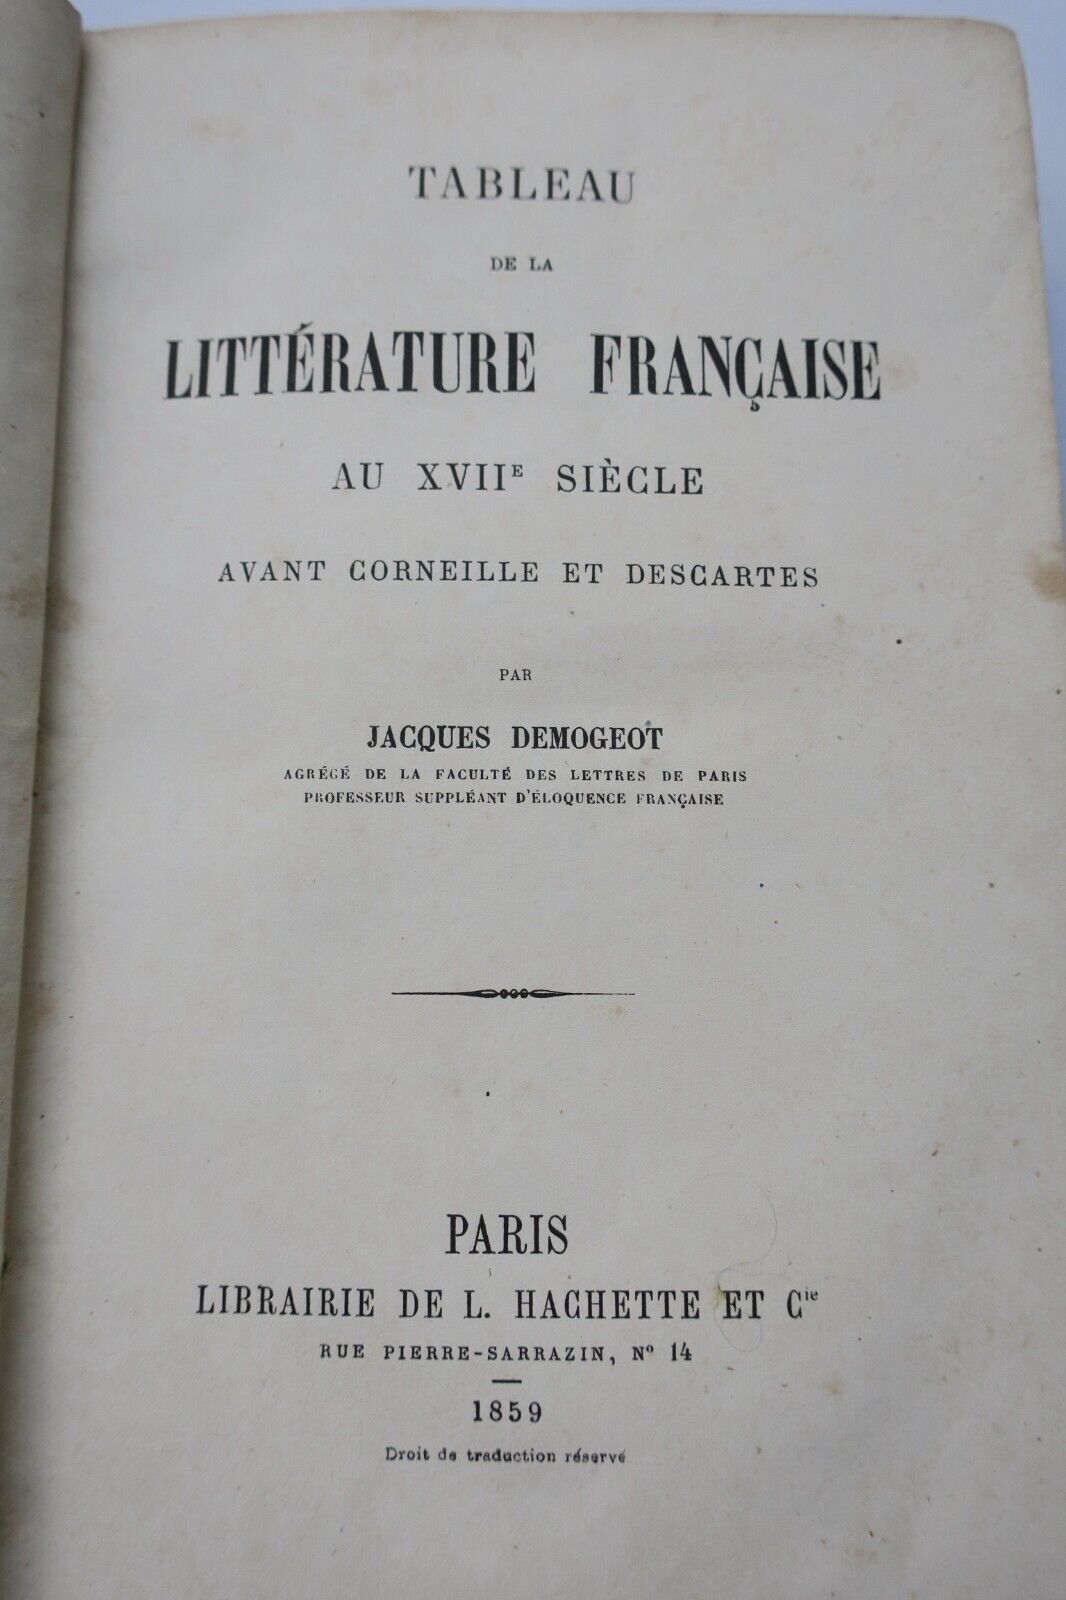 TABLEAU
DE LA
LITTÉRATURE FRANÇAISE
AU XVIIᴱ SIÈCLE
AVANT CORNEILLE ET DESCARTES
PAR
JACQUES DEMOGEOT
AGRÉGÉ DE LA FACULTÉ DES LETTRES DE PARIS
PROFESSEUR SUPPLÉANT D'ÉLOQUENCE FRANÇAISE
PARIS
LIBRAIRIE DE L. HACHETTE ET Cⁱᵉ
RUE PIERRE-SARRAZIN, Nº 14
1859
Droit de traduction réservé